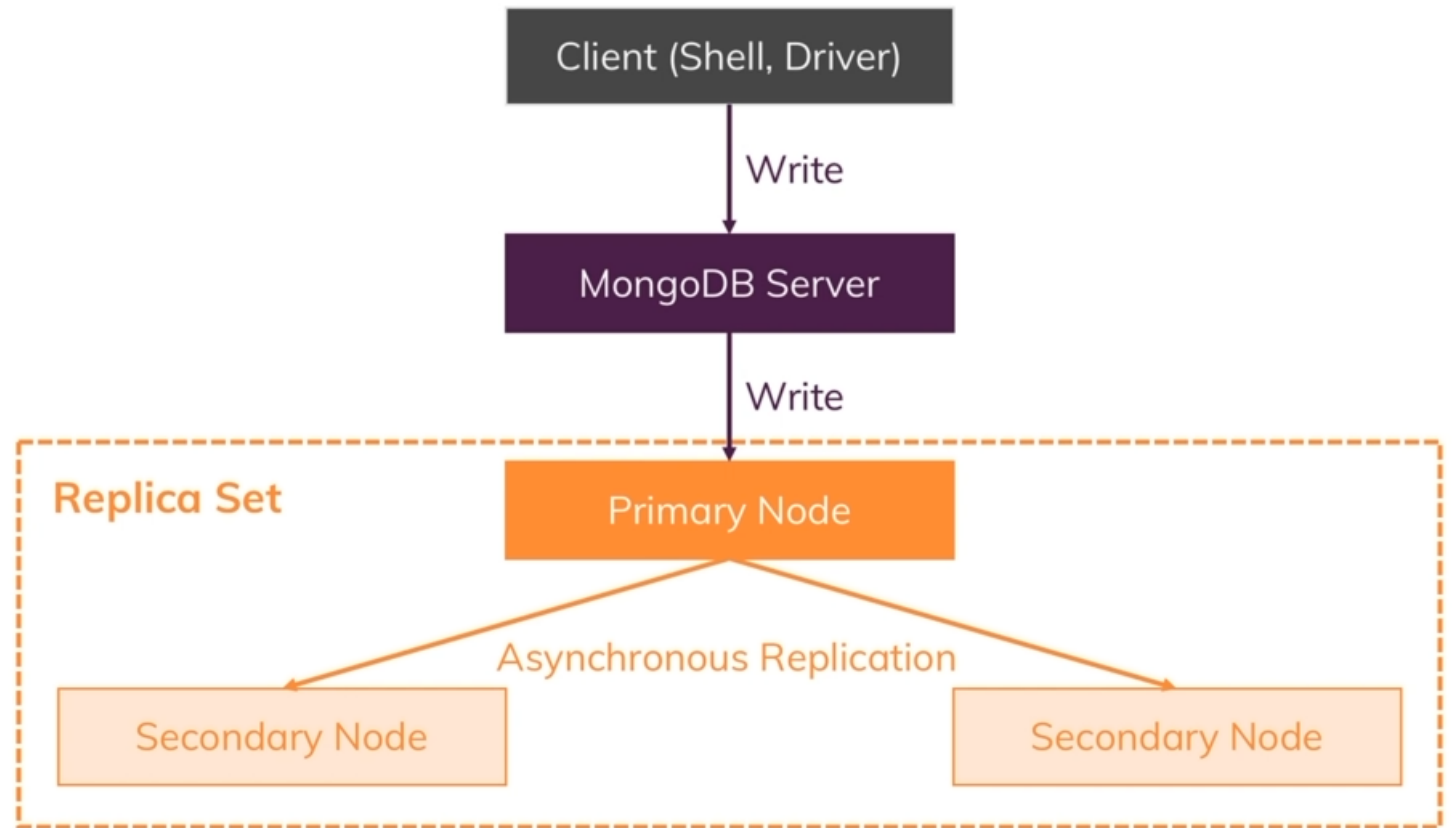 Client (Shell, Driver)
Write
MongoDB Server
Write
Replica Set
Primary Node
Asynchronous Replication
Secondary Node
Secondary Node